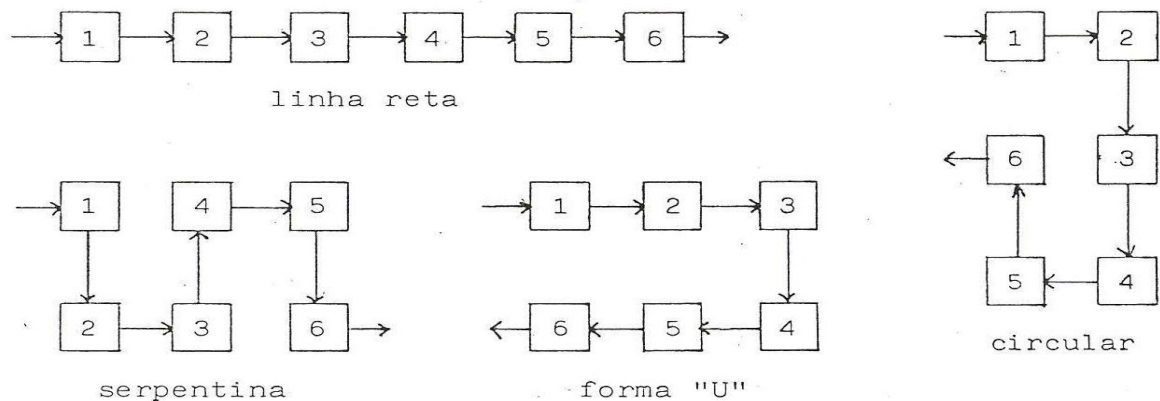 1 2 3 4 5 6
linha reta
1 2
6 3
5 4
circular
1 4 5
2 3 6
serpentina
1 2 3
6 5 4
forma "U"